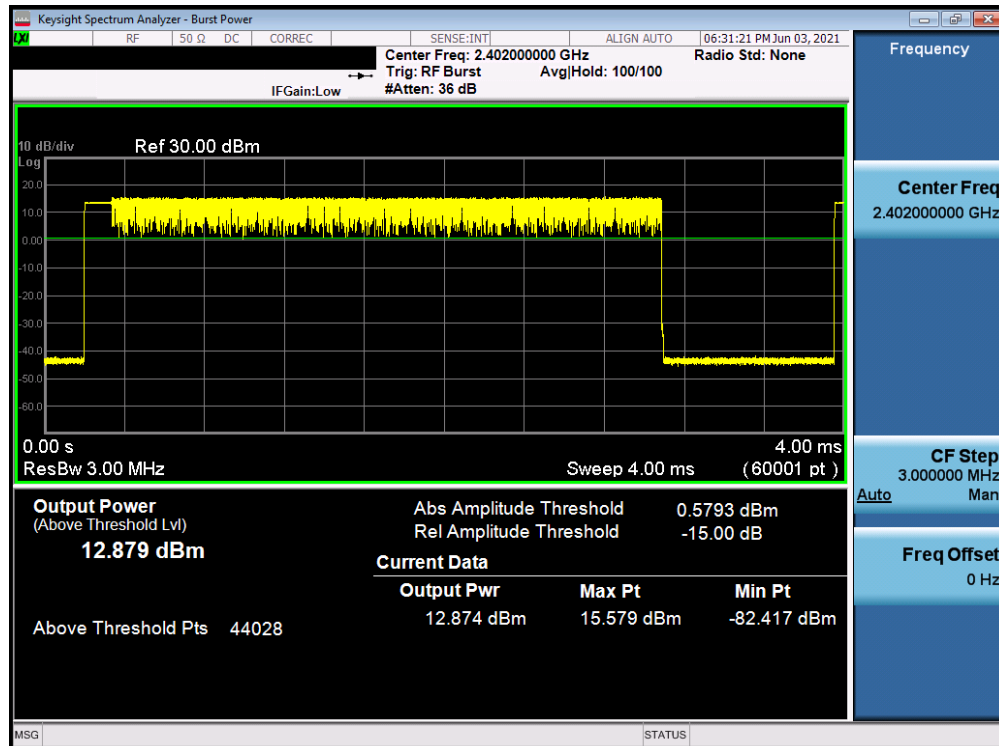 Keysight Spectrum Analyzer - Burst Power
LXI RF 50 Ω DC CORREC SENSE:INT ALIGN AUTO 06:31:21 PM Jun 03, 2021
Center Freq: 2.402000000 GHz Radio Std: None
Trig: RF Burst Avg|Hold: 100/100
IFGain:Low #Atten: 36 dB
10 dB/div Ref 30.00 dBm
Log
20.0
10.0
0.00
-10.0
-20.0
-30.0
-40.0
-50.0
-60.0
0.00 s 4.00 ms
ResBw 3.00 MHz Sweep 4.00 ms (60001 pt)
Output Power
(Above Threshold Lvl)
12.879 dBm
Above Threshold Pts 44028
Abs Amplitude Threshold 0.5793 dBm
Rel Amplitude Threshold -15.00 dB
Current Data
Output Pwr Max Pt Min Pt
12.874 dBm 15.579 dBm -82.417 dBm
Frequency
Center Freq
2.402000000 GHz
CF Step
3.000000 MHz
Auto Man
Freq Offset
0 Hz
MSG STATUS